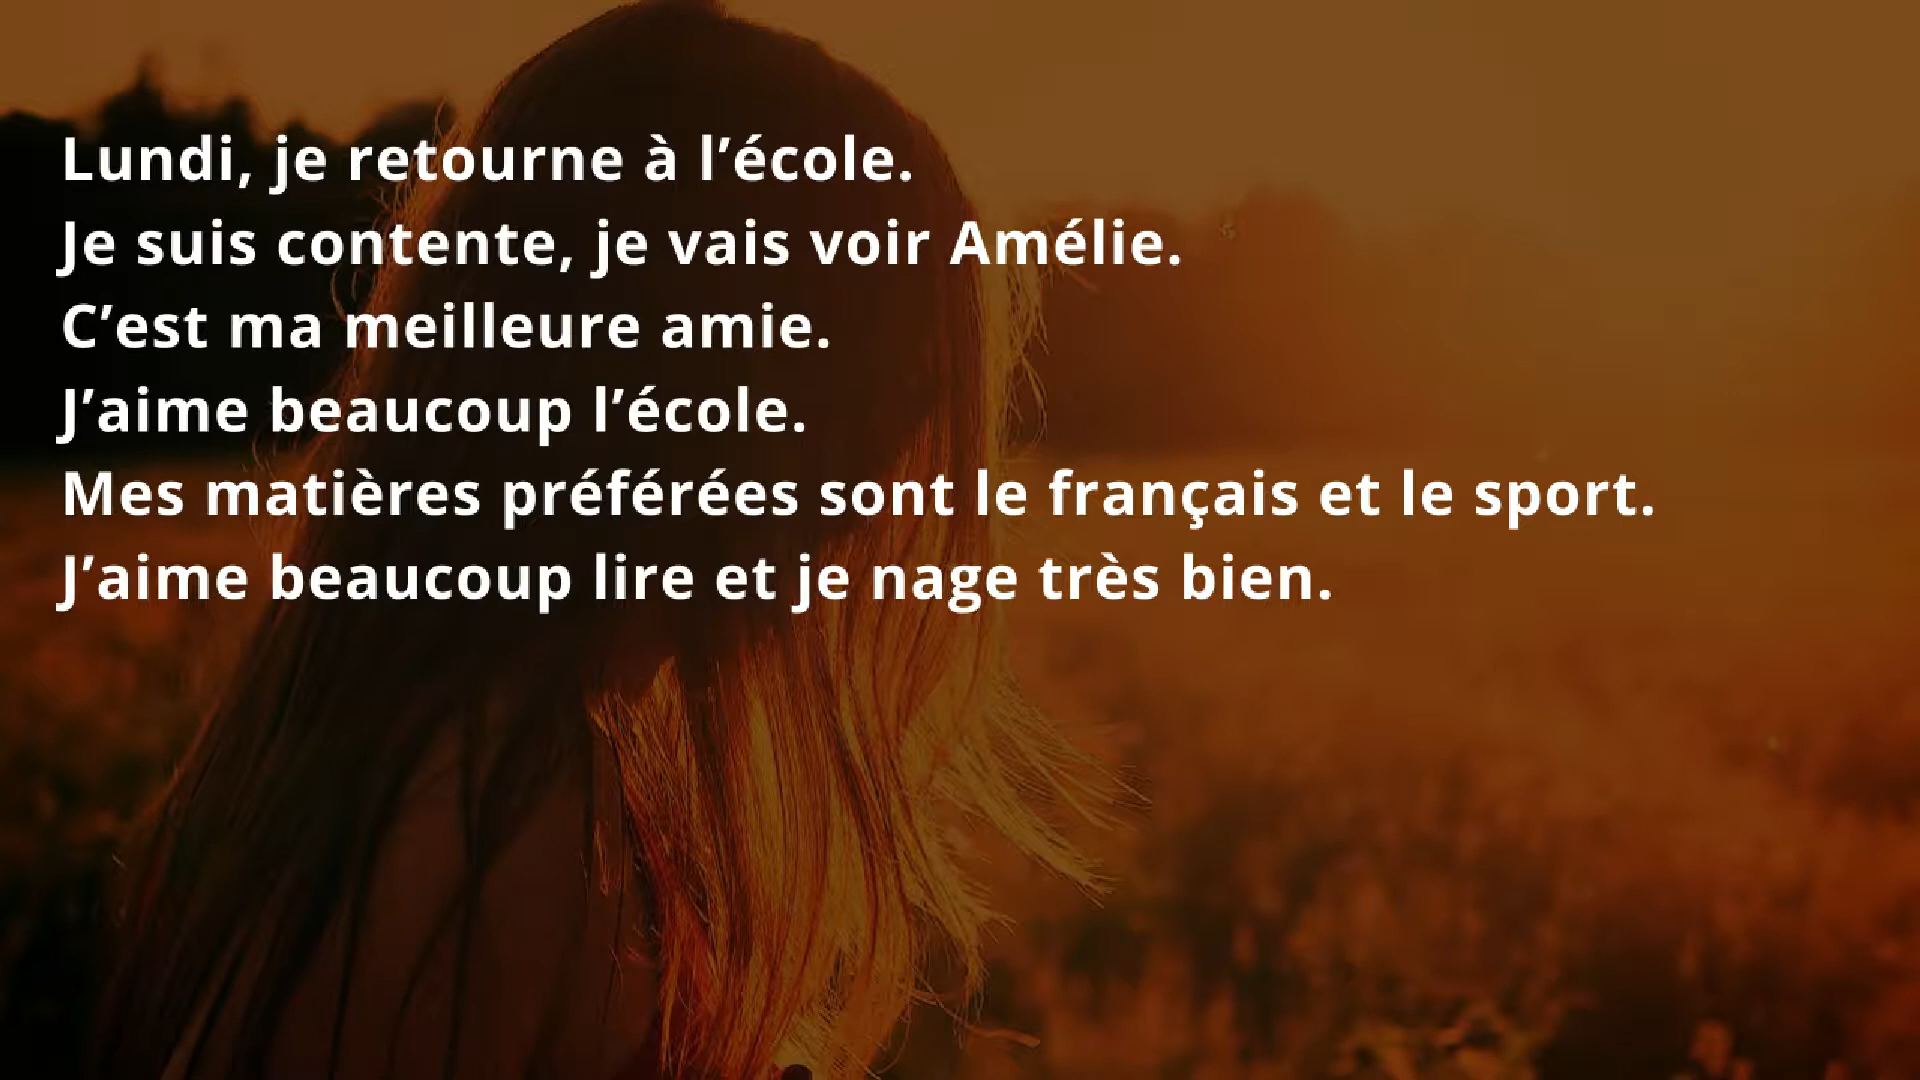 Lundi, je retourne à l’école.
Je suis contente, je vais voir Amélie.
C’est ma meilleure amie.
J’aime beaucoup l’école.
Mes matières préférées sont le français et le sport.
J’aime beaucoup lire et je nage très bien.